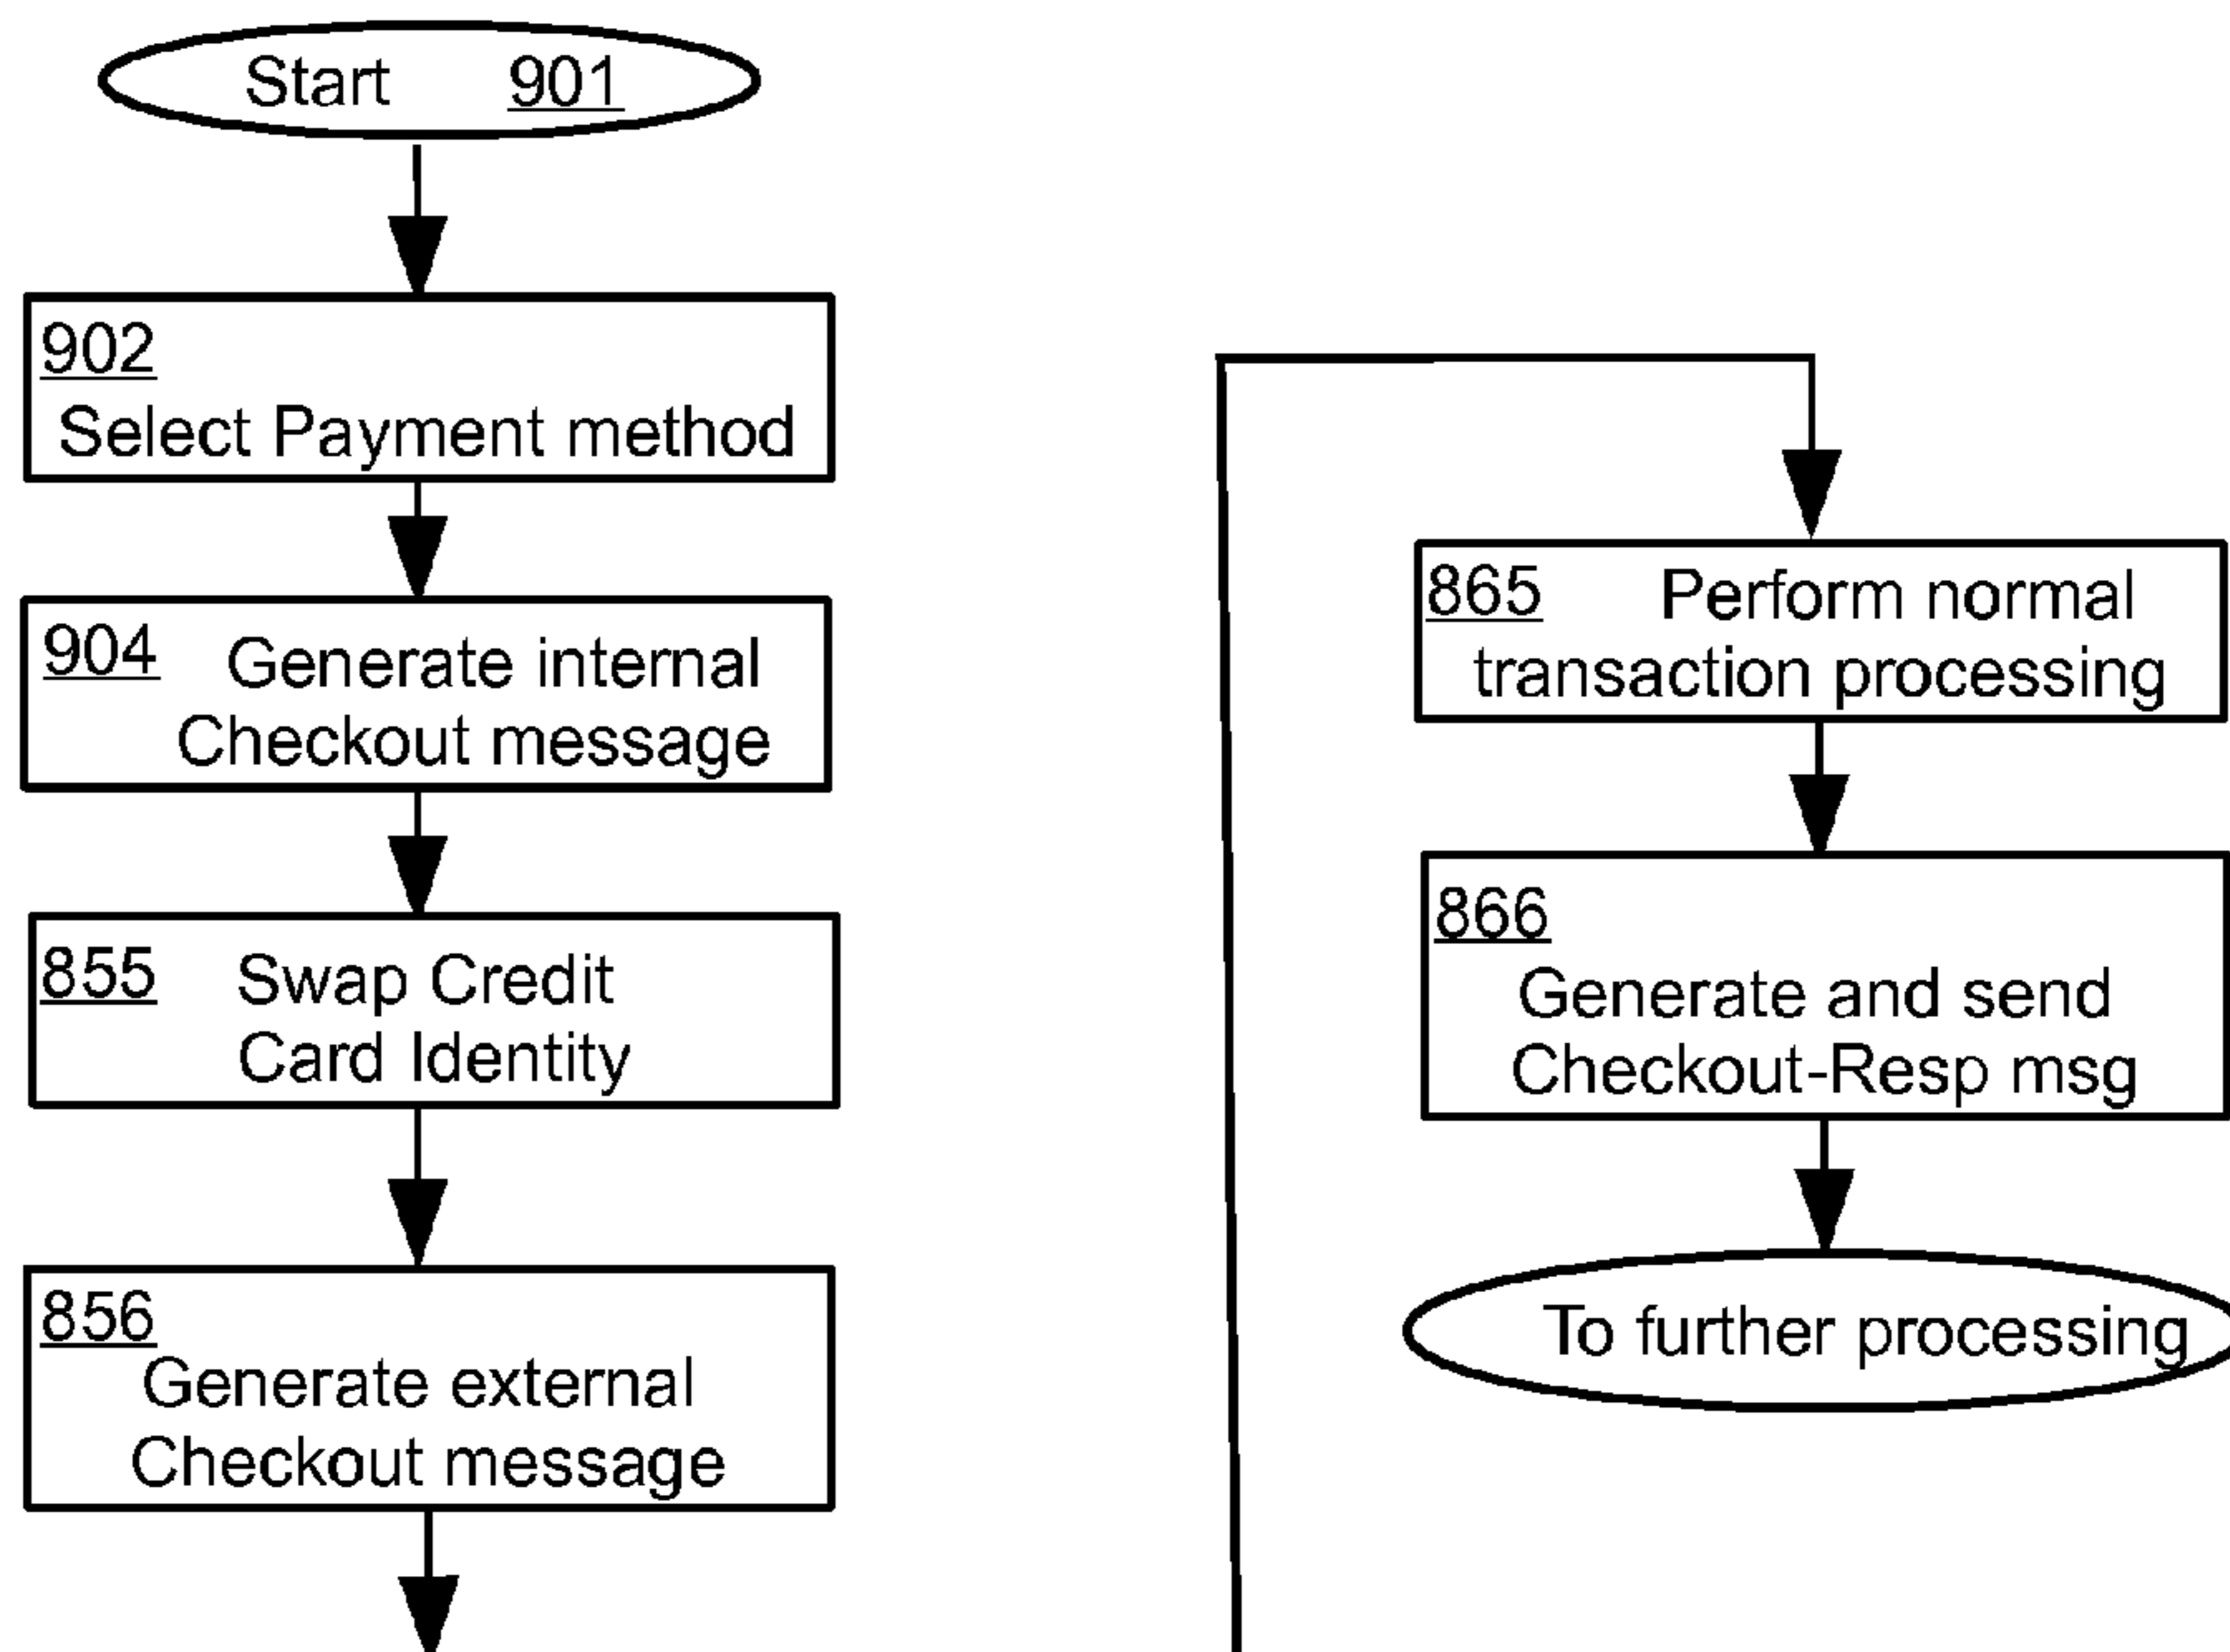 Start 901
902
Select Payment method
904 Generate internal
Checkout message
855 Swap Credit
Card Identity
856
Generate external
Checkout message
865 Perform normal
transaction processing
866
Generate and send
Checkout-Resp msg
To further processing